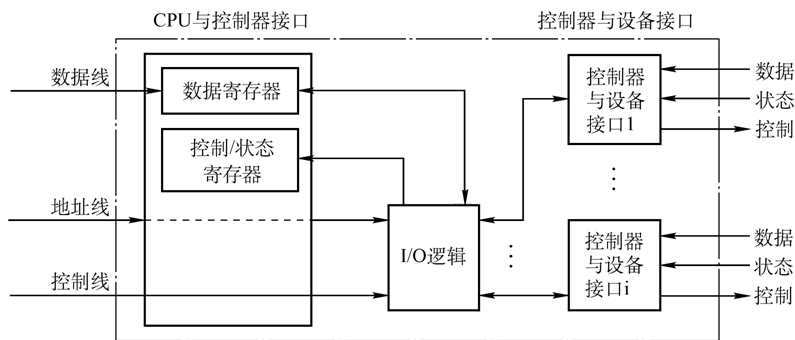 CPU与控制器接口
控制器与设备接口
数据线
数据寄存器
控制/状态
寄存器
地址线
控制线
I/O逻辑
控制器
与设备
接口1
数据
状态
控制
控制器
与设备
接口i
数据
状态
控制